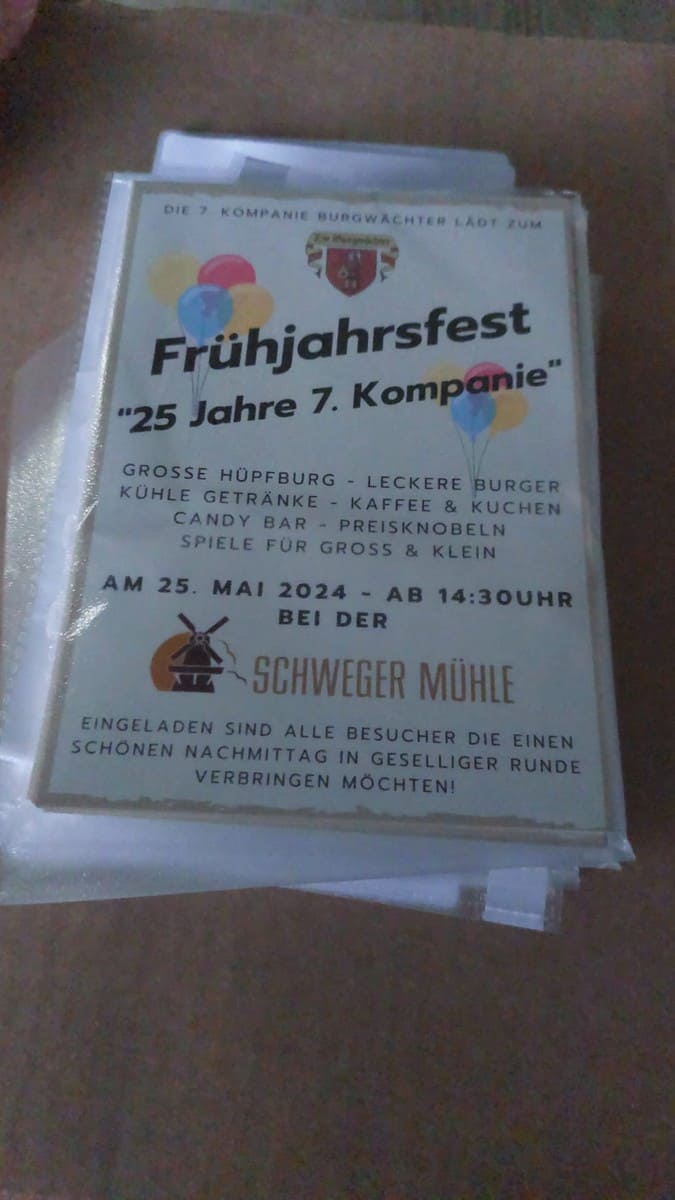 DIE 7. KOMPANIE BURGWÄCHTER LÄDT ZUM
Die Burgwächter
Frühjahrsfest
"25 Jahre 7. Kompanie"
GROSSE HÜPFBURG - LECKERE BURGER
KÜHLE GETRÄNKE - KAFFEE & KUCHEN
CANDY BAR - PREISKNOBELN
SPIELE FÜR GROSS & KLEIN
AM 25. MAI 2024 - AB 14:30UHR
BEI DER
SCHWEGER MÜHLE
EINGELADEN SIND ALLE BESUCHER DIE EINEN
SCHÖNEN NACHMITTAG IN GESELLIGER RUNDE
VERBRINGEN MÖCHTEN!